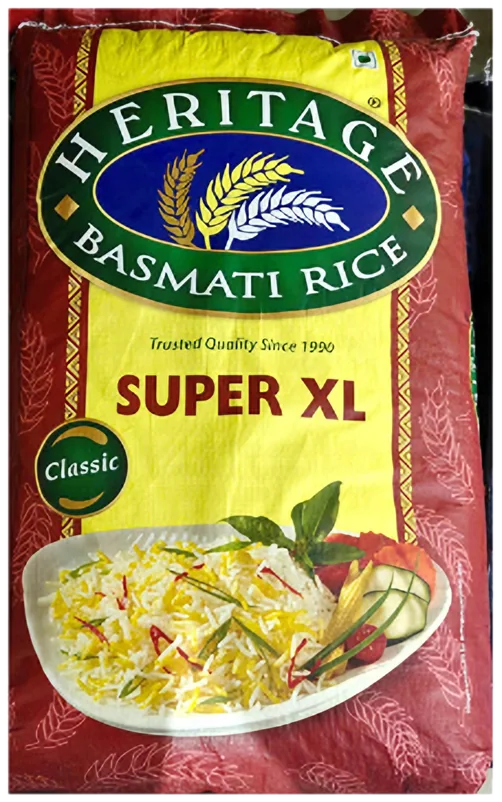 HERITAGE
®
BASMATI RICE
Trusted Quality Since 1990
SUPER XL
Classic